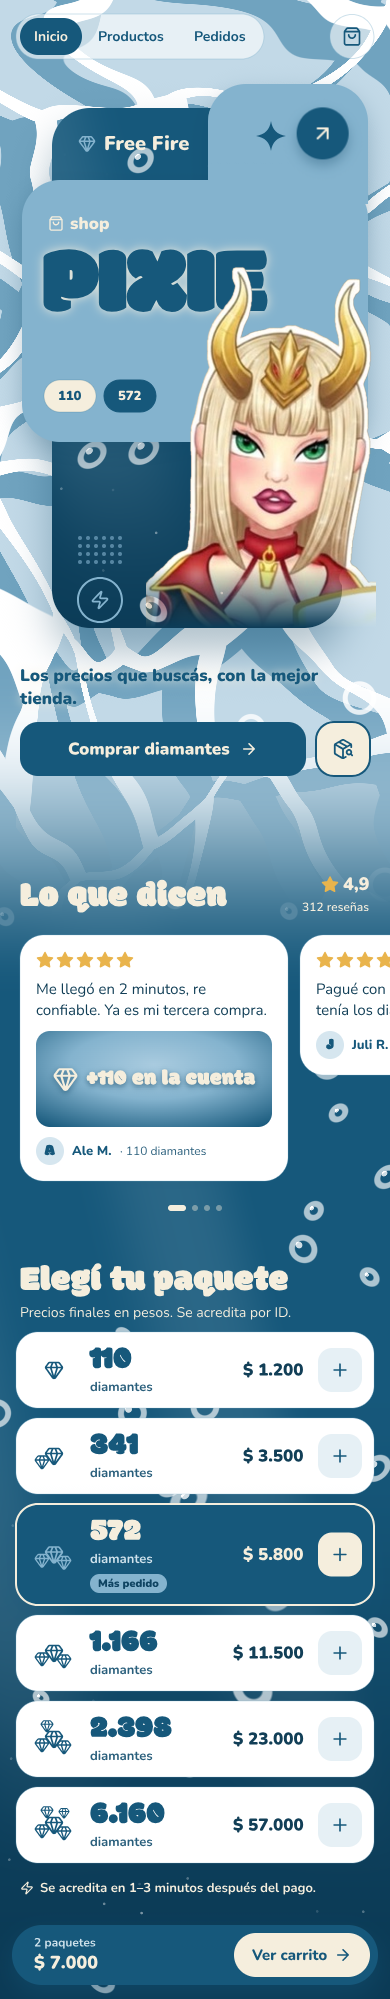 Inicio
Productos
Pedidos
Free Fire
shop
PIXIE
110
572
Los precios que buscás, con la mejor
tienda.
Comprar diamantes
Lo que dicen
4,9
312 reseñas
Me llegó en 2 minutos, re
confiable. Ya es mi tercera compra.
+110 en la cuenta
A
Ale M.
· 110 diamantes
Pagué con
tenía los di
J
Juli R.
Elegí tu paquete
Precios finales en pesos. Se acredita por ID.
110
diamantes
$ 1.200
341
diamantes
$ 3.500
572
diamantes
Más pedido
$ 5.800
1.166
diamantes
$ 11.500
2.398
diamantes
$ 23.000
6.160
diamantes
$ 57.000
Se acredita en 1–3 minutos después del pago.
2 paquetes
$ 7.000
Ver carrito